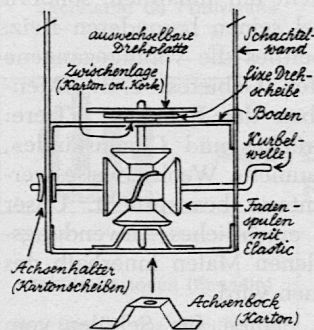 auswechselbare
Drehplatte
Schachtel-
wand
Zwischenlage
(Karton od. Kork)
fixe Dreh-
scheibe
Boden
Kurbel-
welle
Faden-
spulen
mit
Elastic
Achsenhalter
(Kartonscheiben)
Achsenbock
(Karton)